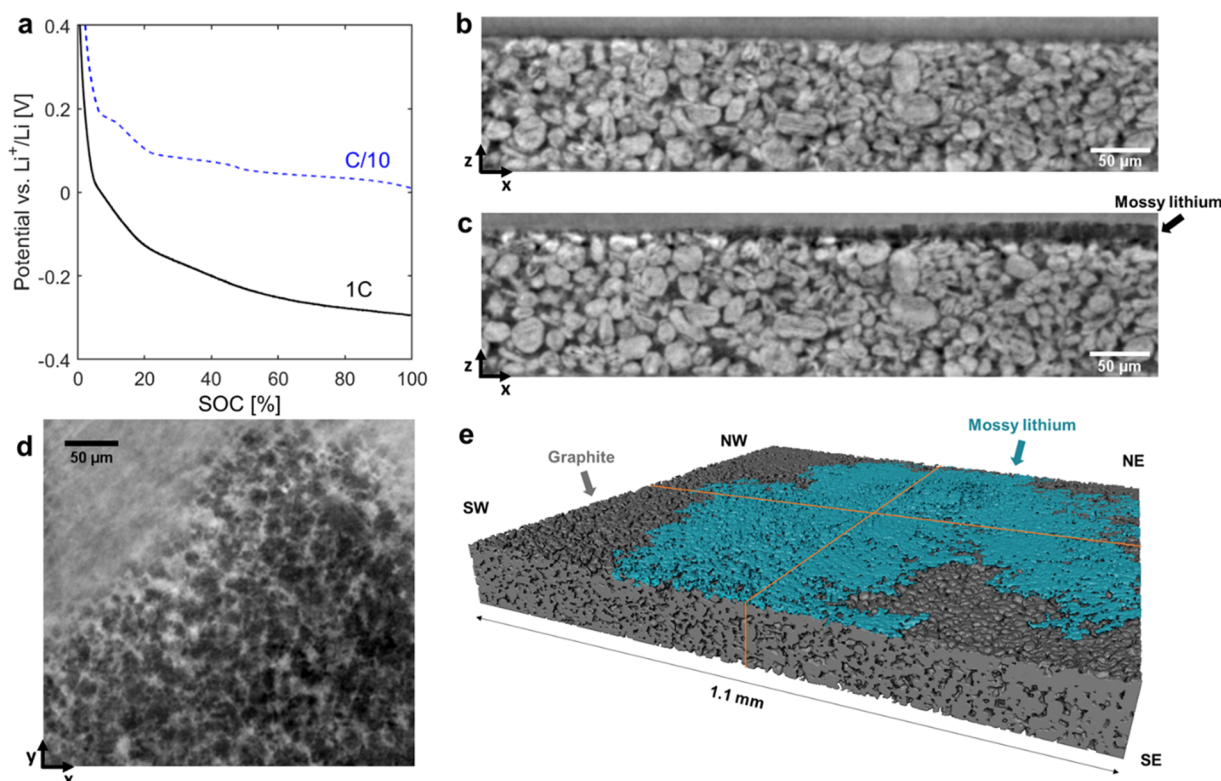 a
0.4
0.2
0
-0.2
-0.4
Potential vs. Li⁺/Li [V]
C/10
1C
0 20 40 60 80 100
SOC [%]
b
z
x
50 µm
c
Mossy lithium
z
x
50 µm
d
50 µm
y
x
e
Mossy lithium
Graphite
NW
NE
SW
SE
1.1 mm